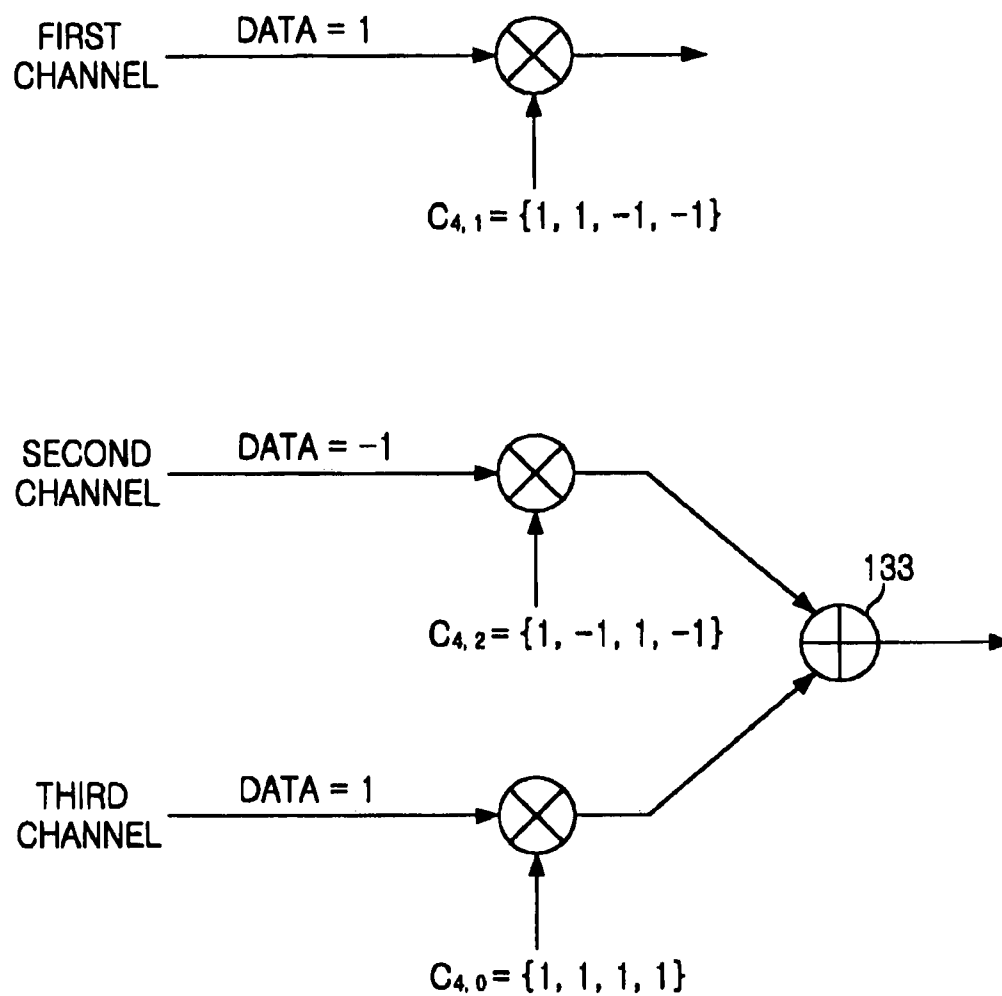 FIRST
CHANNEL
DATA = 1
C4, 1 = {1, 1, -1, -1}
SECOND
CHANNEL
DATA = -1
133
C4, 2 = {1, -1, 1, -1}
THIRD
CHANNEL
DATA = 1
C4, 0 = {1, 1, 1, 1}